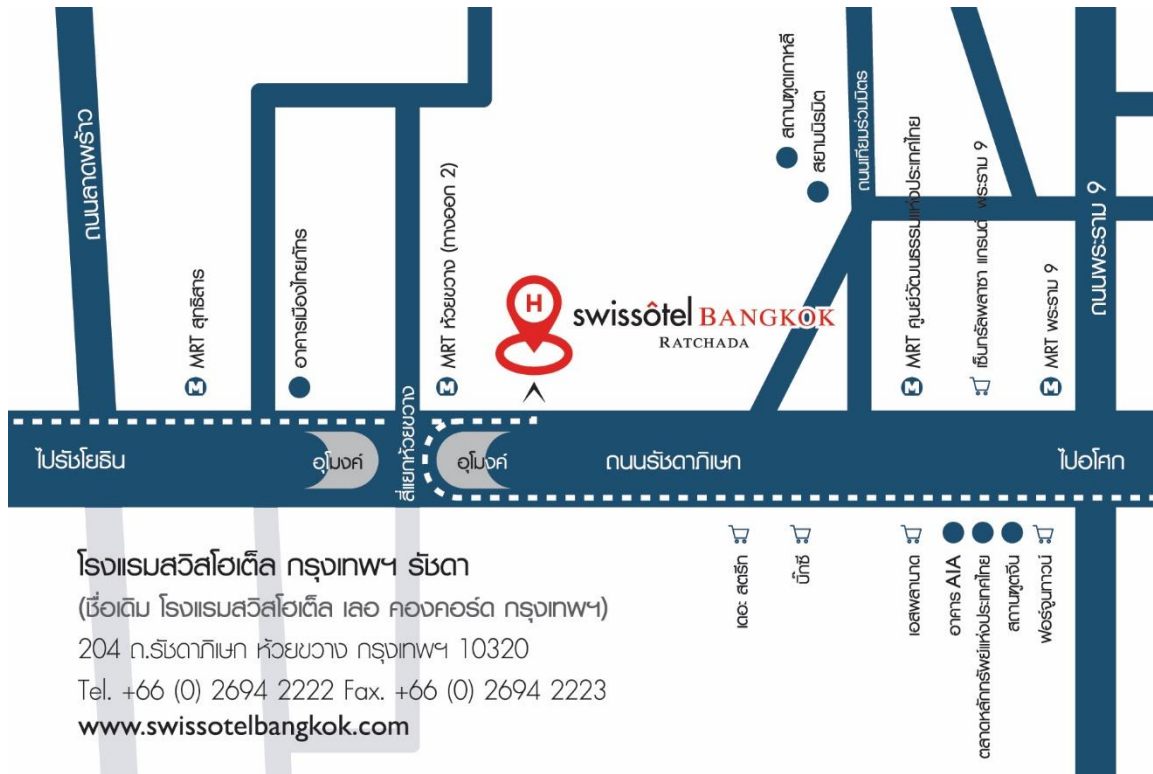 ถนนลาดพร้าว
MRT สุทธิสาร
อาคารเมืองไทยภัทร
MRT ห้วยขวาง (ทางออก 2)
สถานฑูตเกาหลี
สยามนิรมิต
ถนนเทียมร่วมมิตร
MRT ศูนย์วัฒนธรรมแห่งประเทศไทย
เซ็นทรัลพลาซา แกรนด์ พระราม 9
MRT พระราม 9
ถนนพระราม 9
H
swissôtel BANGKOK
RATCHADA
ไปรัชโยธิน
อุโมงค์
สี่แยกห้วยขวาง
อุโมงค์
ถนนรัชดาภิเษก
ไปอโศก
เดอะ สตรีท
บิ๊กซี
เอสพลานาด
อาคาร AIA
ตลาดหลักทรัพย์แห่งประเทศไทย
สถานฑูตจีน
ฟอร์จูนทาวน์
โรงแรมสวิสโฮเต็ล กรุงเทพฯ รัชดา
(ชื่อเดิม โรงแรมสวิสโฮเต็ล เลอ คองคอร์ด กรุงเทพฯ)
204 ถ.รัชดาภิเษก ห้วยขวาง กรุงเทพฯ 10320
Tel. +66 (0) 2694 2222 Fax. +66 (0) 2694 2223
www.swissotelbangkok.com